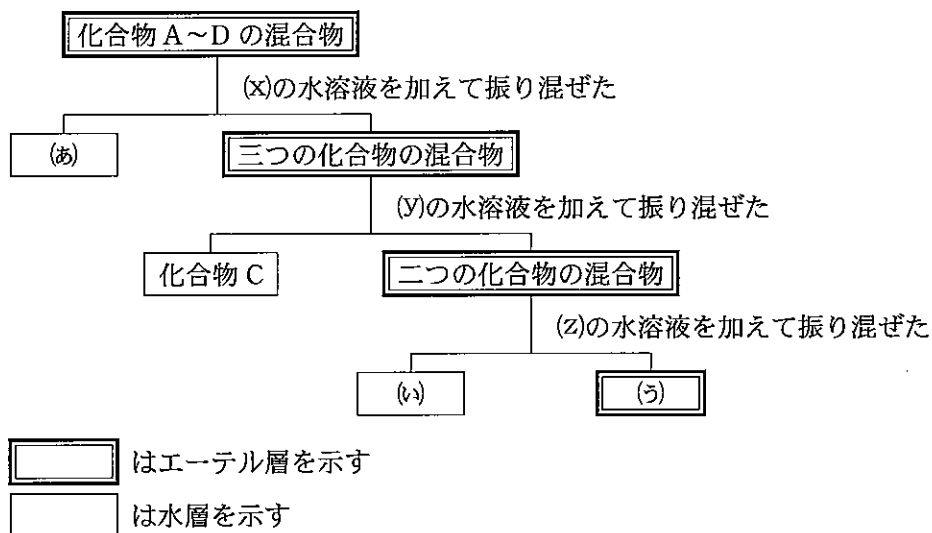 化合物A〜Dの混合物
(x)の水溶液を加えて振り混ぜた
(あ)
三つの化合物の混合物
(y)の水溶液を加えて振り混ぜた
化合物C
二つの化合物の混合物
(z)の水溶液を加えて振り混ぜた
(い)
(う)
はエーテル層を示す
は水層を示す